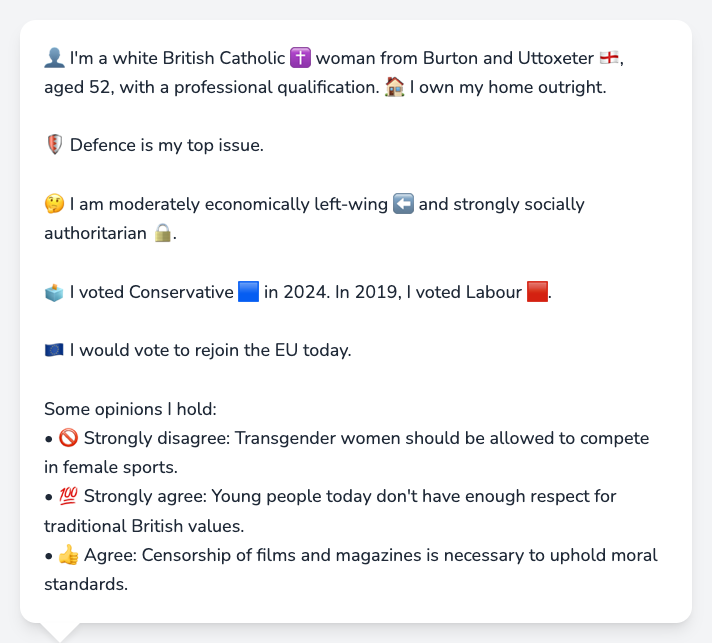 👤 I'm a white British Catholic ✝️ woman from Burton and Uttoxeter 🏴󠁧󠁢󠁥󠁮󠁧󠁿,
aged 52, with a professional qualification. 🏠 I own my home outright.
🛡️ Defence is my top issue.
🤔 I am moderately economically left-wing ⬅️ and strongly socially
authoritarian 🔒.
🗳️ I voted Conservative 🟦 in 2024. In 2019, I voted Labour 🟥.
🇪🇺 I would vote to rejoin the EU today.
Some opinions I hold:
• 🚫 Strongly disagree: Transgender women should be allowed to compete
in female sports.
• 💯 Strongly agree: Young people today don't have enough respect for
traditional British values.
• 👍 Agree: Censorship of films and magazines is necessary to uphold moral
standards.